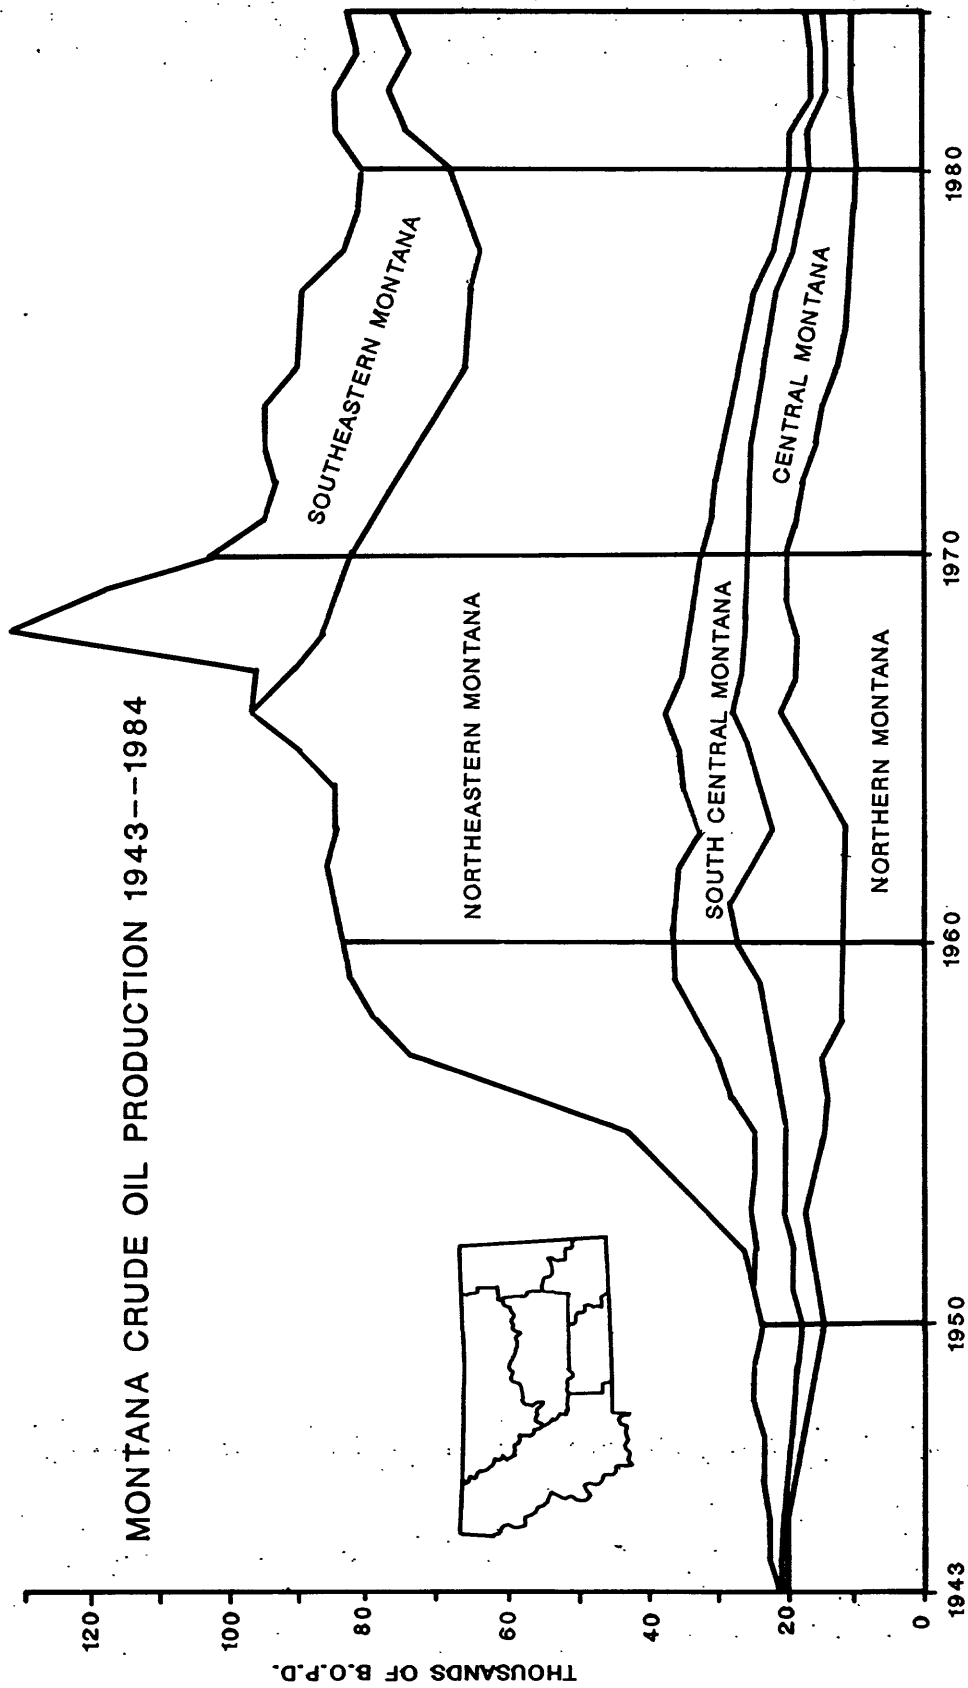 MONTANA CRUDE OIL PRODUCTION 1943--1984
THOUSANDS OF B.O.P.D.
120
100
80
60
40
20
0
SOUTHEASTERN MONTANA
NORTHEASTERN MONTANA
SOUTH CENTRAL MONTANA
CENTRAL MONTANA
NORTHERN MONTANA
1943
1950
1960
1970
1980